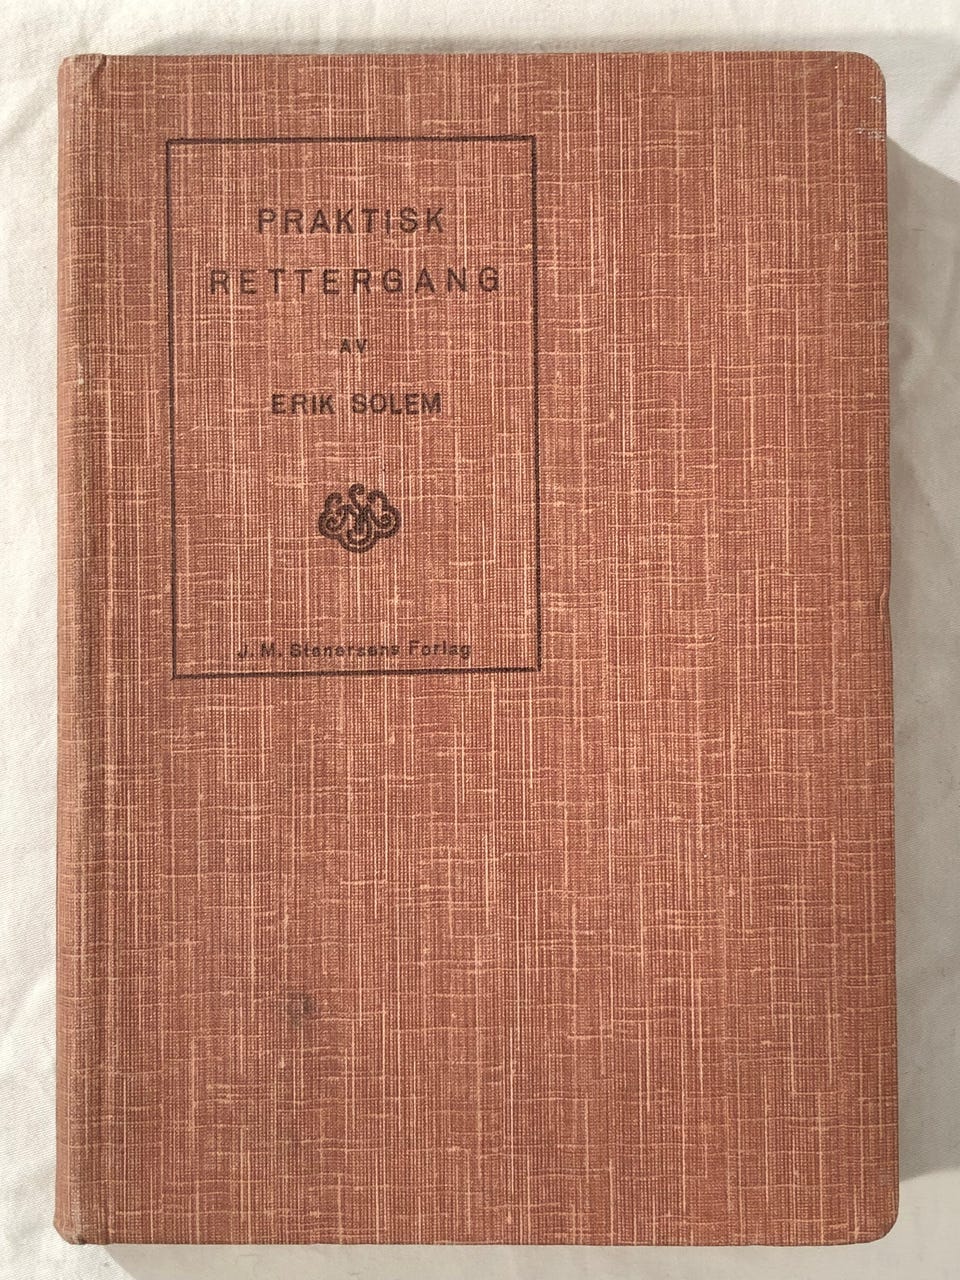 PRAKTISK
RETTERGANG
AV
ERIK SOLEM
J. M. Stenersens Forlag